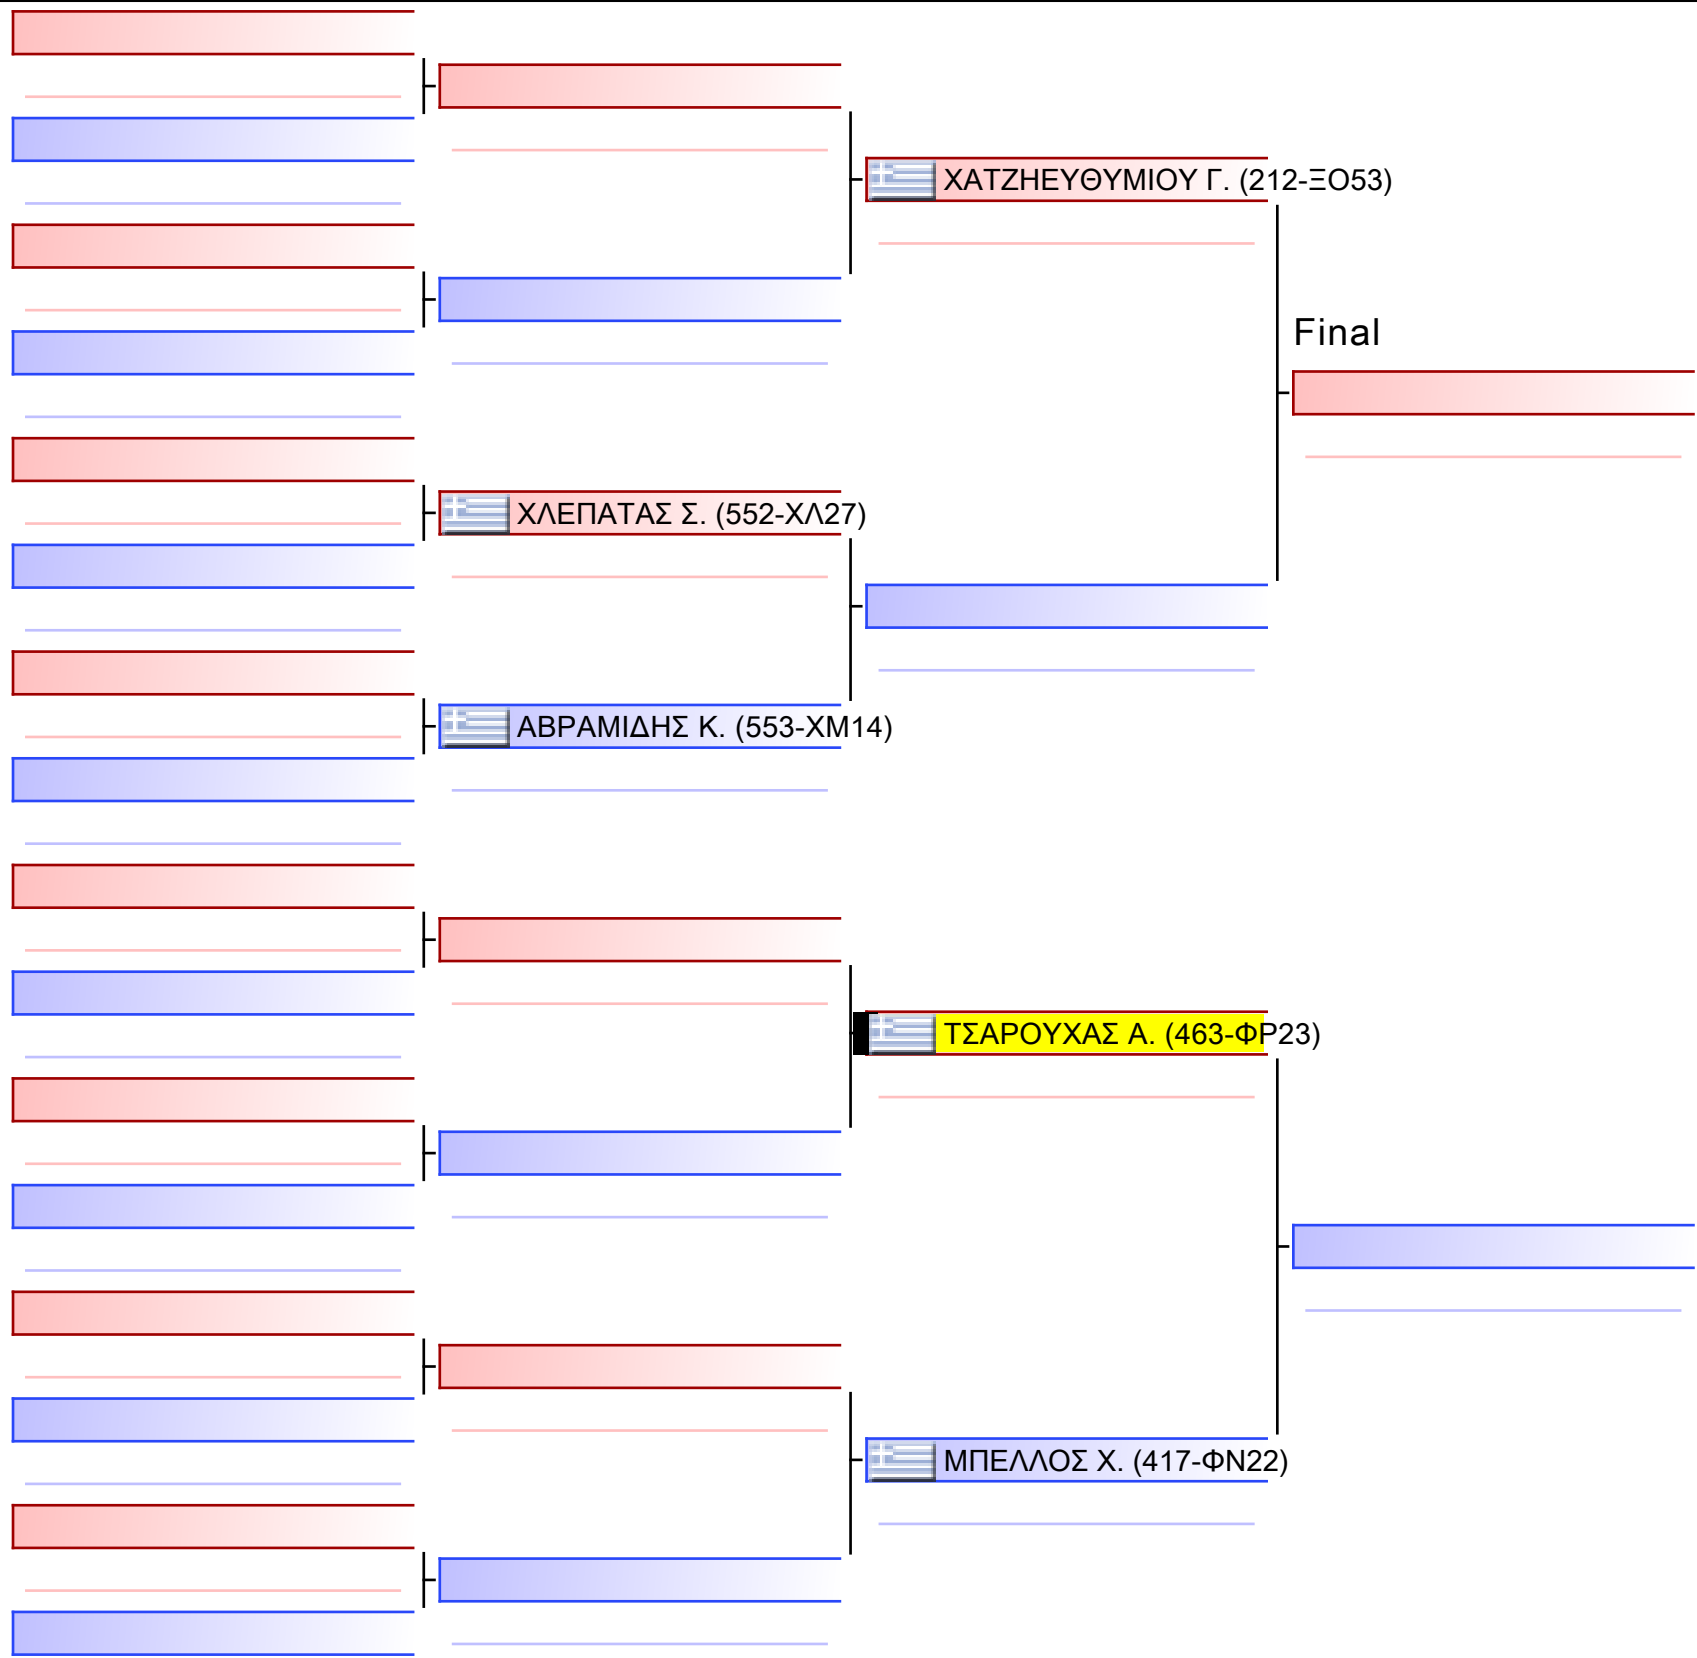 ΧΑΤΖΗΕΥΘΥΜΙΟΥ Γ. (212-ΞΟ53)
Final
ΧΛΕΠΑΤΑΣ Σ. (552-ΧΛ27)
ΑΒΡΑΜΙΔΗΣ Κ. (553-ΧΜ14)
ΤΣΑΡΟΥΧΑΣ Α. (463-ΦΡ23)
ΜΠΕΛΛΟΣ Χ. (417-ΦΝ22)